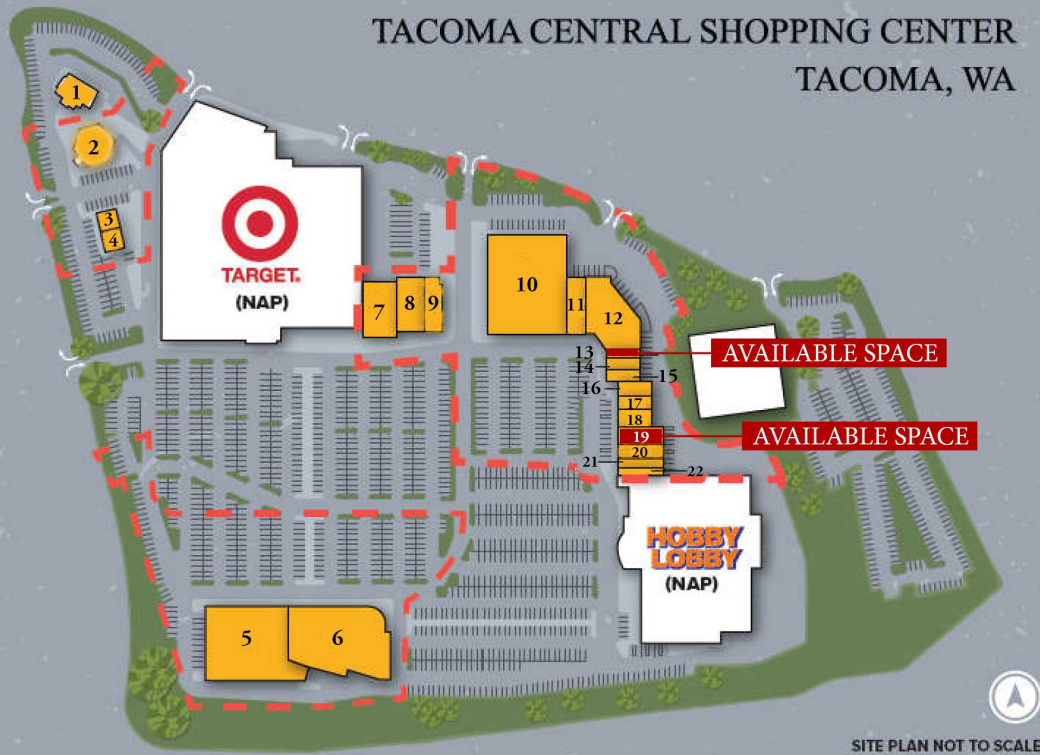 TACOMA CENTRAL SHOPPING CENTER
TACOMA, WA
1
2
3
4
TARGET.
(NAP)
7
8
9
10
11
12
13
AVAILABLE SPACE
14
15
16
17
18
19
AVAILABLE SPACE
20
21
22
HOBBY
LOBBY
(NAP)
5
6
SITE PLAN NOT TO SCALE